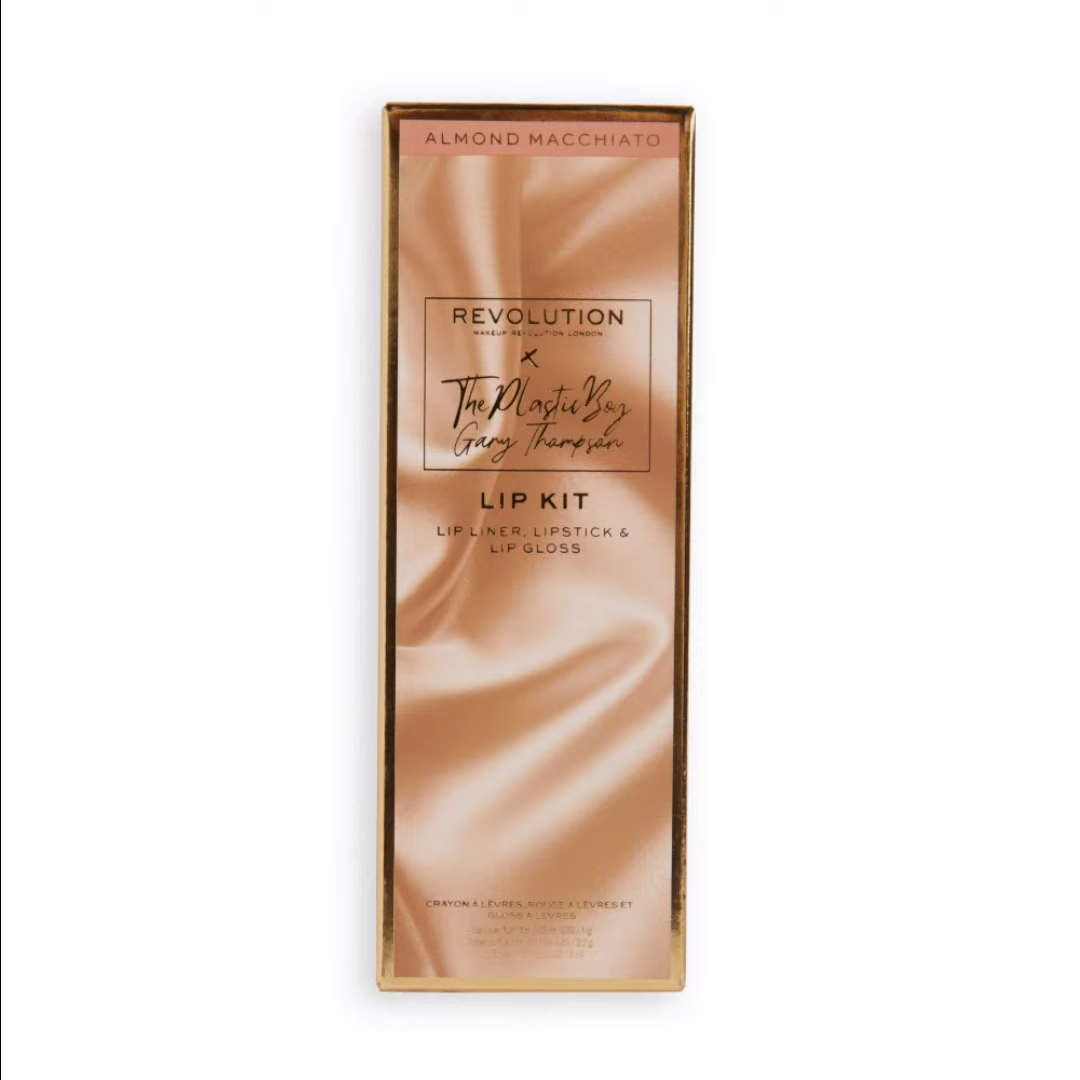 ALMOND MACCHIATO
REVOLUTION
MAKEUP REVOLUTION LONDON
X
The Plastic Boy
Gary Thompson
LIP KIT
LIP LINER, LIPSTICK &
LIP GLOSS
CRAYON À LÈVRES, ROUGE À LÈVRES ET
GLOSS À LÈVRES